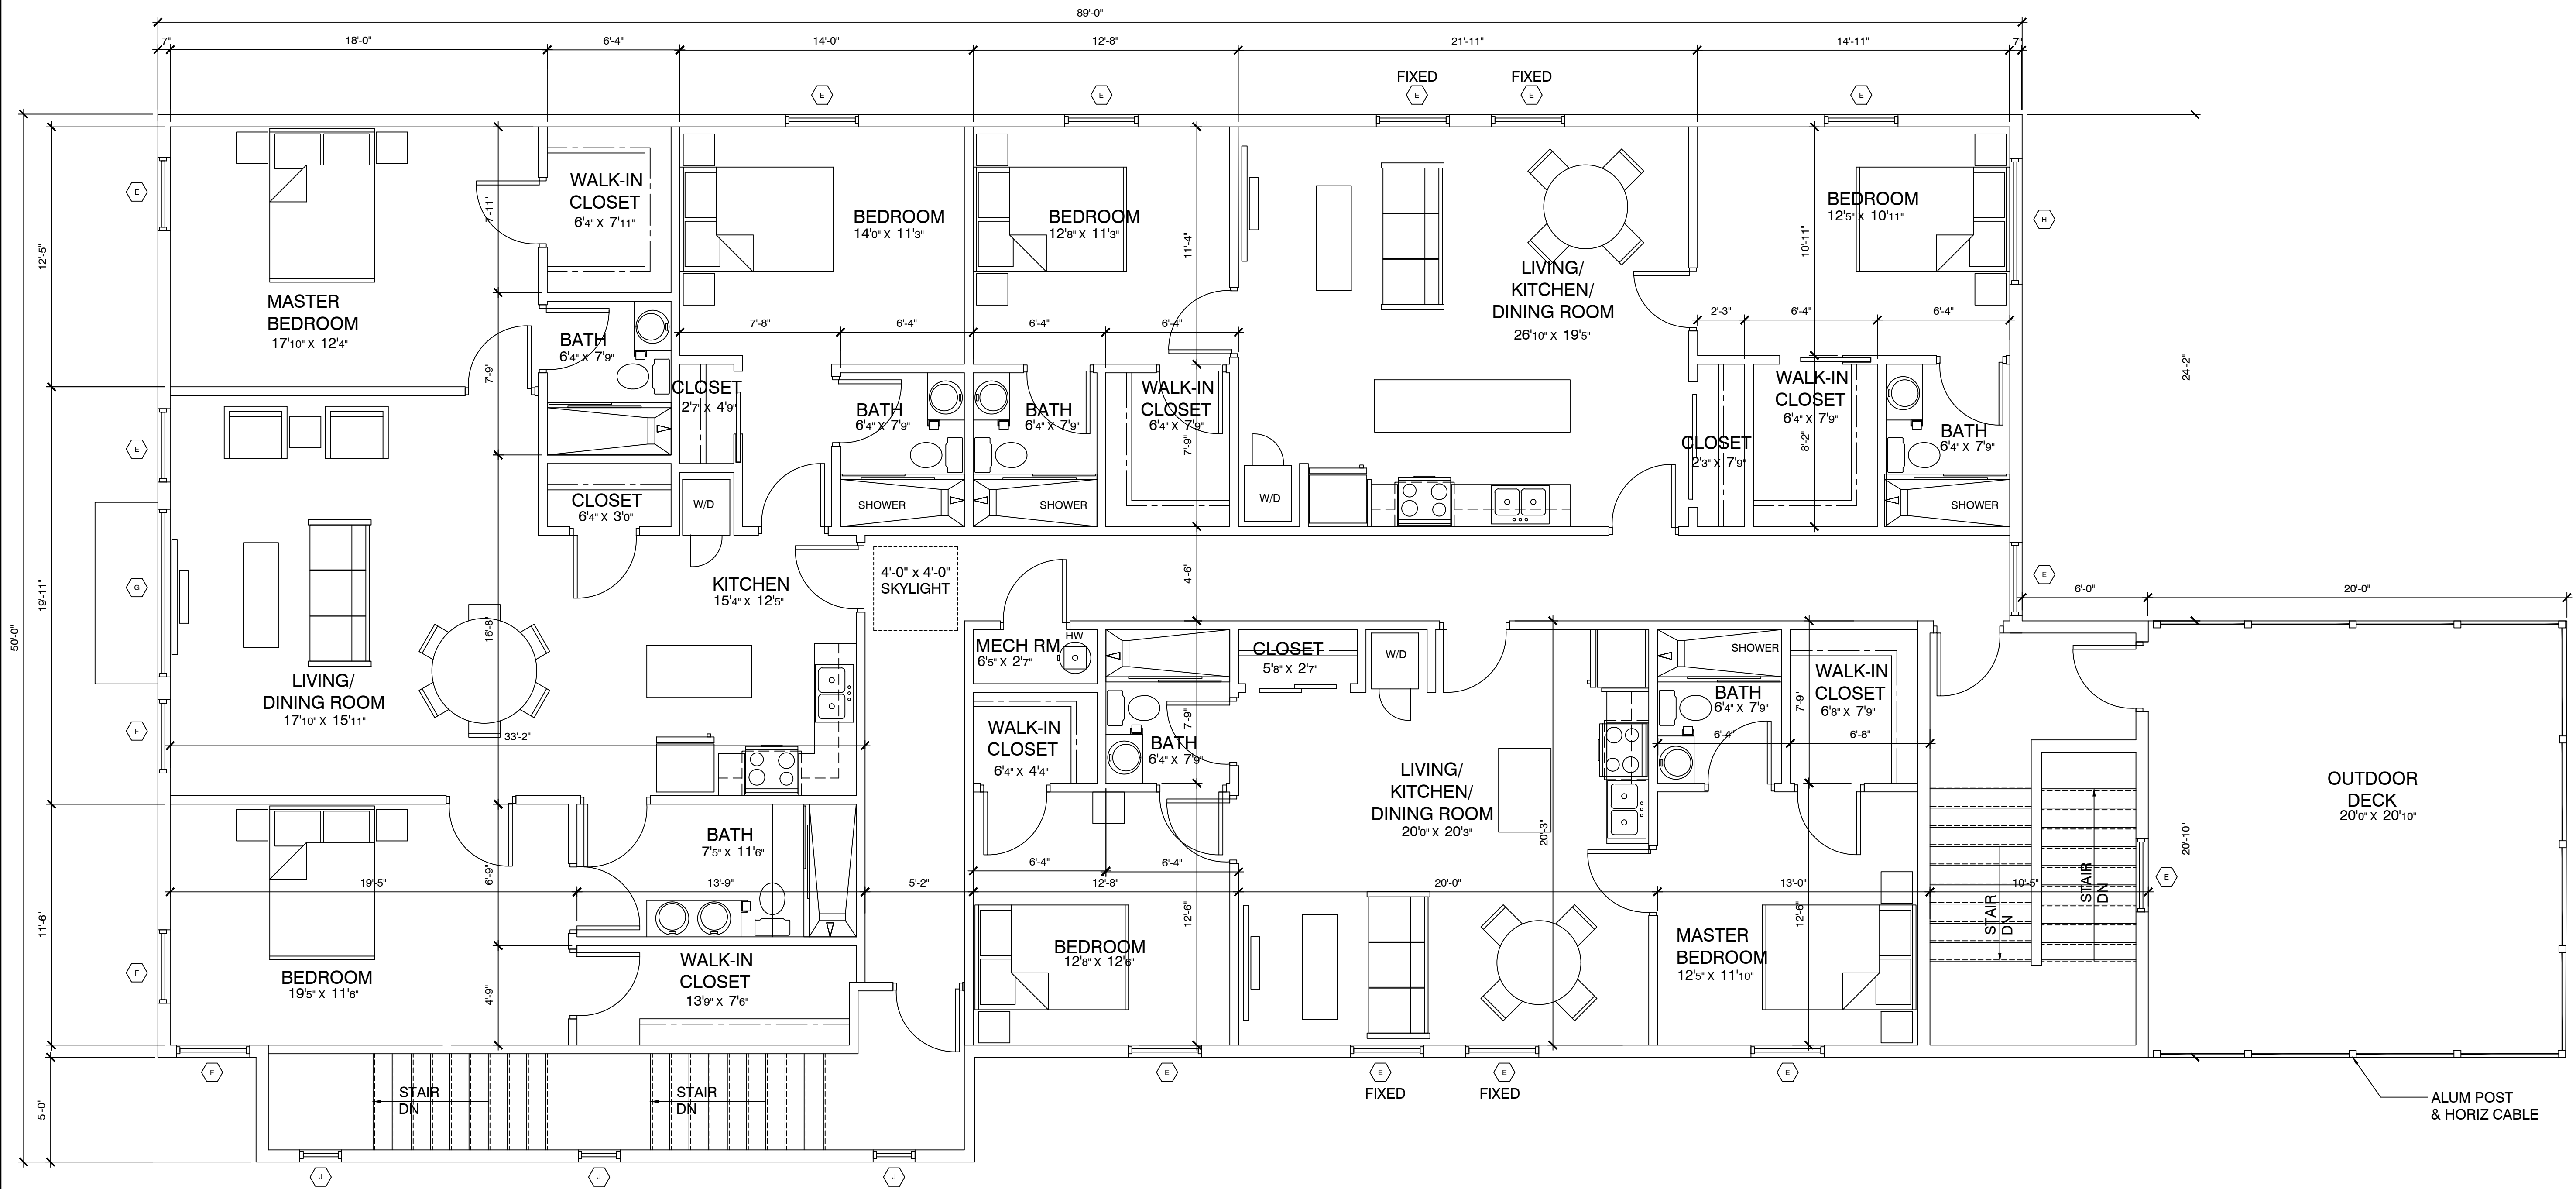 89'-0"
7" 18'-0" 6'-4" 14'-0" 12'-8" 21'-11" 14'-11" 7"
FIXED FIXED
E E E E E
E
WALK-IN
CLOSET
6'4" X 7'11"
7'-11"
12'-5"
MASTER
BEDROOM
17'10" X 12'4"
BEDROOM
14'0" X 11'3"
BEDROOM
12'8" X 11'3"
11'-4"
LIVING/
KITCHEN/
DINING ROOM
26'10" X 19'5"
BEDROOM
12'5" X 10'11"
10'-11"
H
24'-2"
BATH
6'4" X 7'9"
7'-9"
7'-8" 6'-4" 6'-4" 6'-4"
2'-3" 6'-4" 6'-4"
CLOSET
2'7" X 4'9"
BATH
6'4" X 7'9"
BATH
6'4" X 7'9"
WALK-IN
CLOSET
6'4" X 7'9"
7'-9"
WALK-IN
CLOSET
6'4" X 7'9"
8'-2"
CLOSET
2'3" X 7'9"
BATH
6'4" X 7'9"
E
CLOSET
6'4" X 3'0"
W/D
SHOWER
SHOWER
W/D
SHOWER
50'-0"
19'-11"
G
KITCHEN
15'4" X 12'5"
4'-0" x 4'-0"
SKYLIGHT
4'-6"
E
6'-0" 20'-0"
16'-8"
LIVING/
DINING ROOM
17'10" X 15'11"
F
33'-2"
HW
MECH RM
6'5" X 2'7"
CLOSET
5'8" X 2'7"
W/D
SHOWER
BATH
6'4" X 7'9"
WALK-IN
CLOSET
6'8" X 7'9"
7'-9"
6'-4" 6'-8"
WALK-IN
CLOSET
6'4" X 4'4"
BATH
6'4" X 7'9"
7'-9"
LIVING/
KITCHEN/
DINING ROOM
20'0" X 20'3"
20'-3"
OUTDOOR
DECK
20'0" X 20'10"
20'-10"
BATH
7'5" X 11'6"
6'-4" 6'-4"
19'-5" 13'-9" 5'-2" 12'-8" 20'-0" 13'-0" 10'-5"
6'-9"
11'-6"
12'-6"
12'-6"
STAIR
DN
STAIR
DN
E
BEDROOM
19'5" X 11'6"
F
WALK-IN
CLOSET
13'9" X 7'6"
4'-9"
BEDROOM
12'8" X 12'6"
MASTER
BEDROOM
12'5" X 11'10"
F E E E E
FIXED FIXED
5'-0"
STAIR
DN
STAIR
DN
ALUM POST
& HORIZ CABLE
J J J